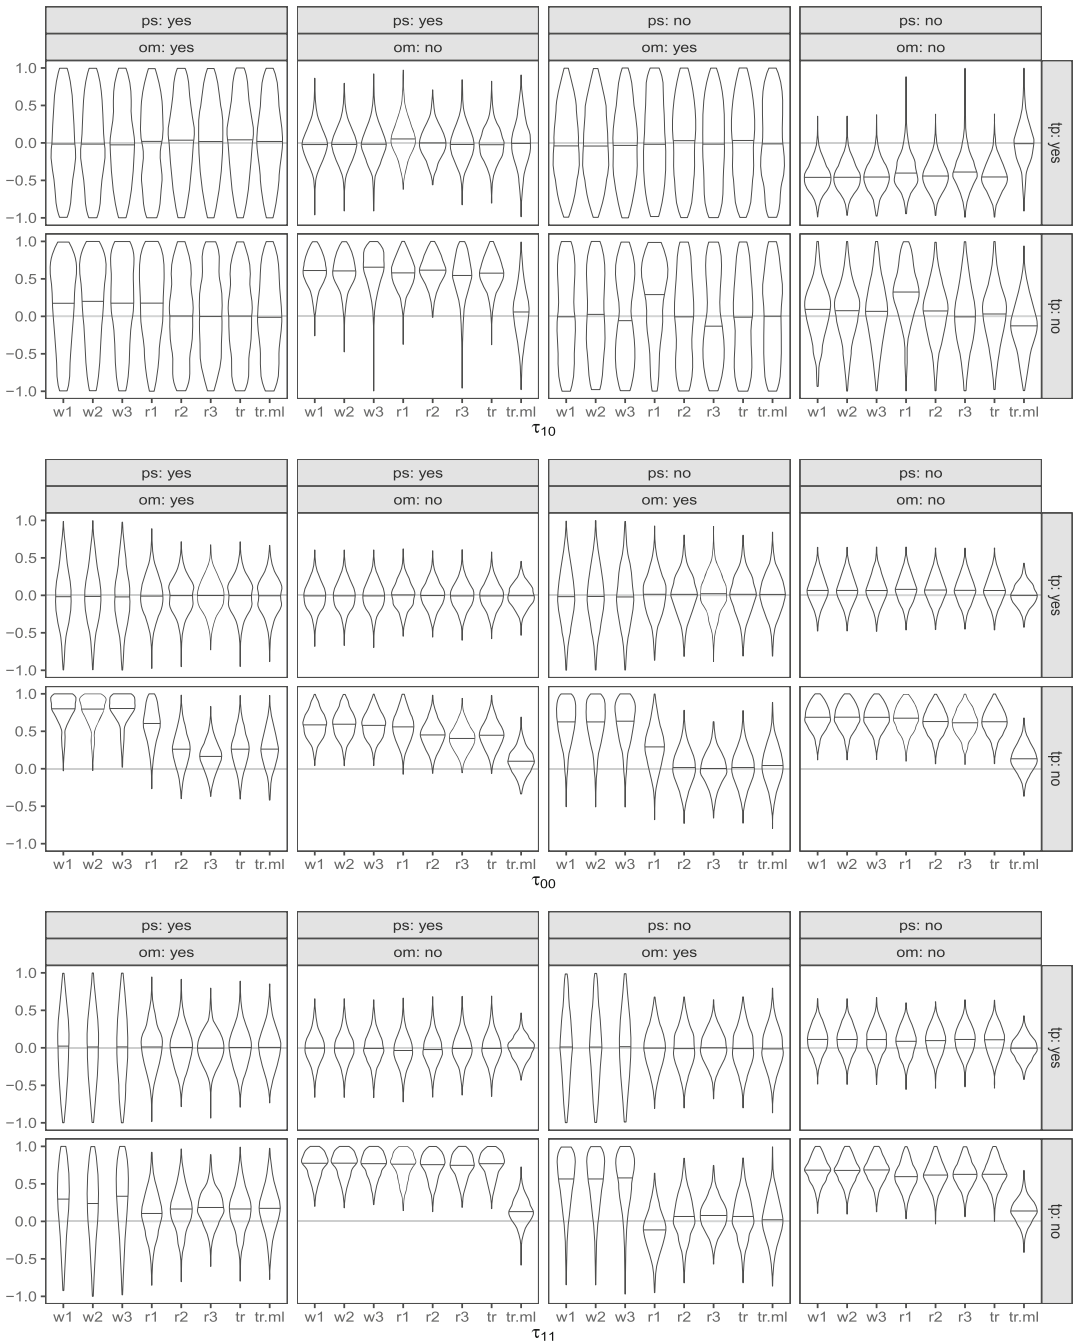 ps: yes ps: yes ps: no ps: no
om: yes om: no om: yes om: no
1.0
0.5
0.0
−0.5
−1.0
tp: yes
1.0
0.5
0.0
−0.5
−1.0
tp: no
w1 w2 w3 r1 r2 r3 tr tr.ml w1 w2 w3 r1 r2 r3 tr tr.ml w1 w2 w3 r1 r2 r3 tr tr.ml w1 w2 w3 r1 r2 r3 tr tr.ml
τ10
ps: yes ps: yes ps: no ps: no
om: yes om: no om: yes om: no
1.0
0.5
0.0
−0.5
−1.0
tp: yes
1.0
0.5
0.0
−0.5
−1.0
tp: no
w1 w2 w3 r1 r2 r3 tr tr.ml w1 w2 w3 r1 r2 r3 tr tr.ml w1 w2 w3 r1 r2 r3 tr tr.ml w1 w2 w3 r1 r2 r3 tr tr.ml
τ00
ps: yes ps: yes ps: no ps: no
om: yes om: no om: yes om: no
1.0
0.5
0.0
−0.5
−1.0
tp: yes
1.0
0.5
0.0
−0.5
−1.0
tp: no
w1 w2 w3 r1 r2 r3 tr tr.ml w1 w2 w3 r1 r2 r3 tr tr.ml w1 w2 w3 r1 r2 r3 tr tr.ml w1 w2 w3 r1 r2 r3 tr tr.ml
τ11